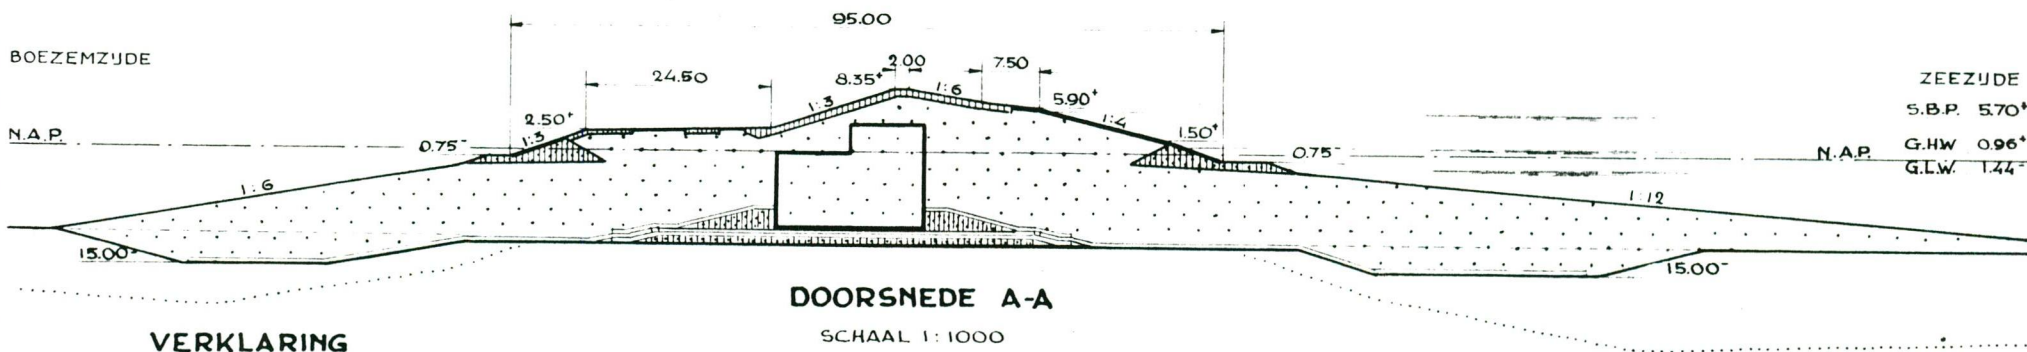 95.00
BOEZEMZIJDE
24.50
8.35⁺
2.00
7.50
ZEEZIJDE
1:3
1:6
5.90⁺
S.B.P. 5.70⁺
2.50⁺
1:4
N.A.P.
1:3
1.50⁺
G.H.W 0.96⁺
0.75⁻
0.75⁻
N.A.P.
G.L.W. 1.44⁻
1:6
1:12
15.00⁻
15.00⁻
DOORSNEDE A-A
SCHAAL 1:1000
VERKLARING